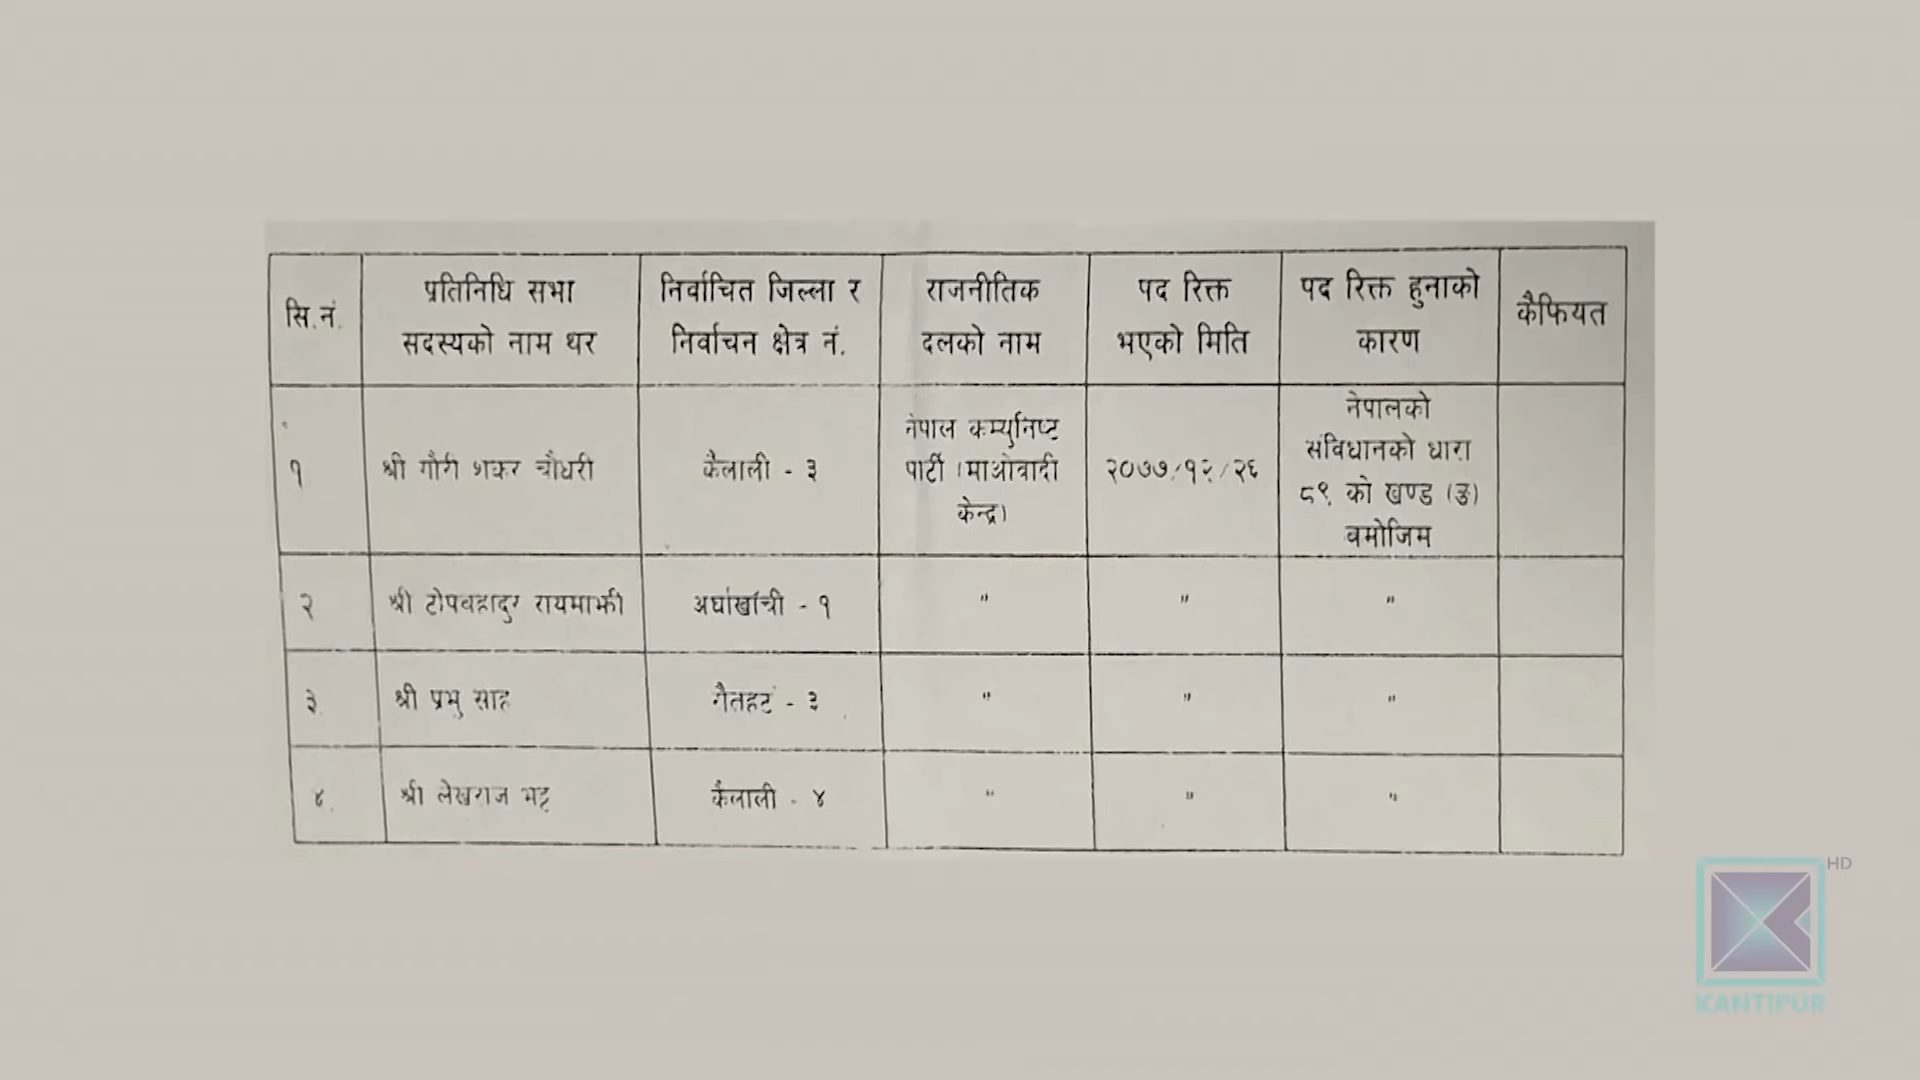 सि.नं.
प्रतिनिधि सभा
सदस्यको नाम थर
निर्वाचित जिल्ला र
निर्वाचन क्षेत्र नं.
राजनीतिक
दलको नाम
पद रिक्त
भएको मिति
पद रिक्त हुनाको
कारण
कैफियत
१
श्री गौरी शंकर चौधरी
कैलाली - ३
नेपाल कम्युनिष्ट
पार्टी (माओवादी
केन्द्र)
२०७७/१२/२६
नेपालको
संविधानको धारा
८९ को खण्ड (ङ)
बमोजिम
२
श्री टोपबहादुर रायमाझी
अर्घाखाँची - १
"
"
"
३
श्री प्रभु साह
रौतहट - ३
"
"
"
४
श्री लेखराज भट्ट
कैलाली - ४
"
"
"
HD
KANTIPUR